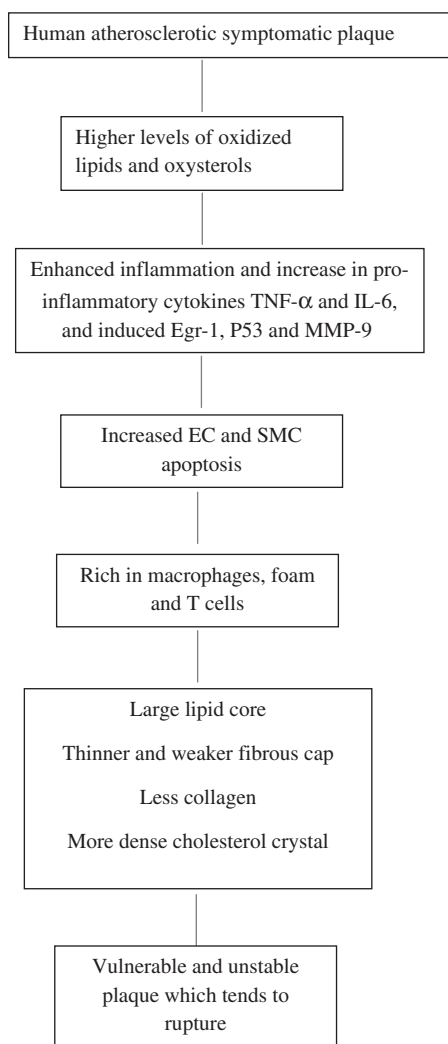 Human atherosclerotic symptomatic plaque
Higher levels of oxidized
lipids and oxysterols
Enhanced inflammation and increase in pro-
inflammatory cytokines TNF-α and IL-6,
and induced Egr-1, P53 and MMP-9
Increased EC and SMC
apoptosis
Rich in macrophages, foam
and T cells
Large lipid core
Thinner and weaker fibrous cap
Less collagen
More dense cholesterol crystal
Vulnerable and unstable
plaque which tends to
rupture